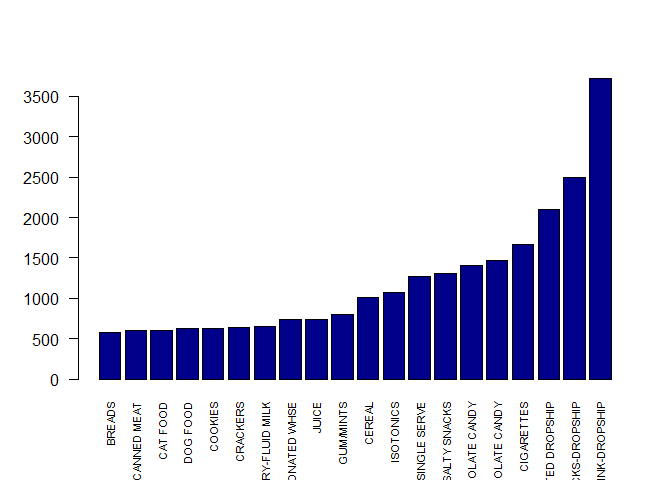 3500
3000
2500
2000
1500
1000
500
0
BREADS
CANNED MEAT
CAT FOOD
DOG FOOD
COOKIES
CRACKERS
RY-FLUID MILK
ONATED WHSE
JUICE
GUM/MINTS
CEREAL
ISOTONICS
SINGLE SERVE
SALTY SNACKS
OLATE CANDY
OLATE CANDY
CIGARETTES
TED DROPSHIP
CKS-DROPSHIP
INK-DROPSHIP